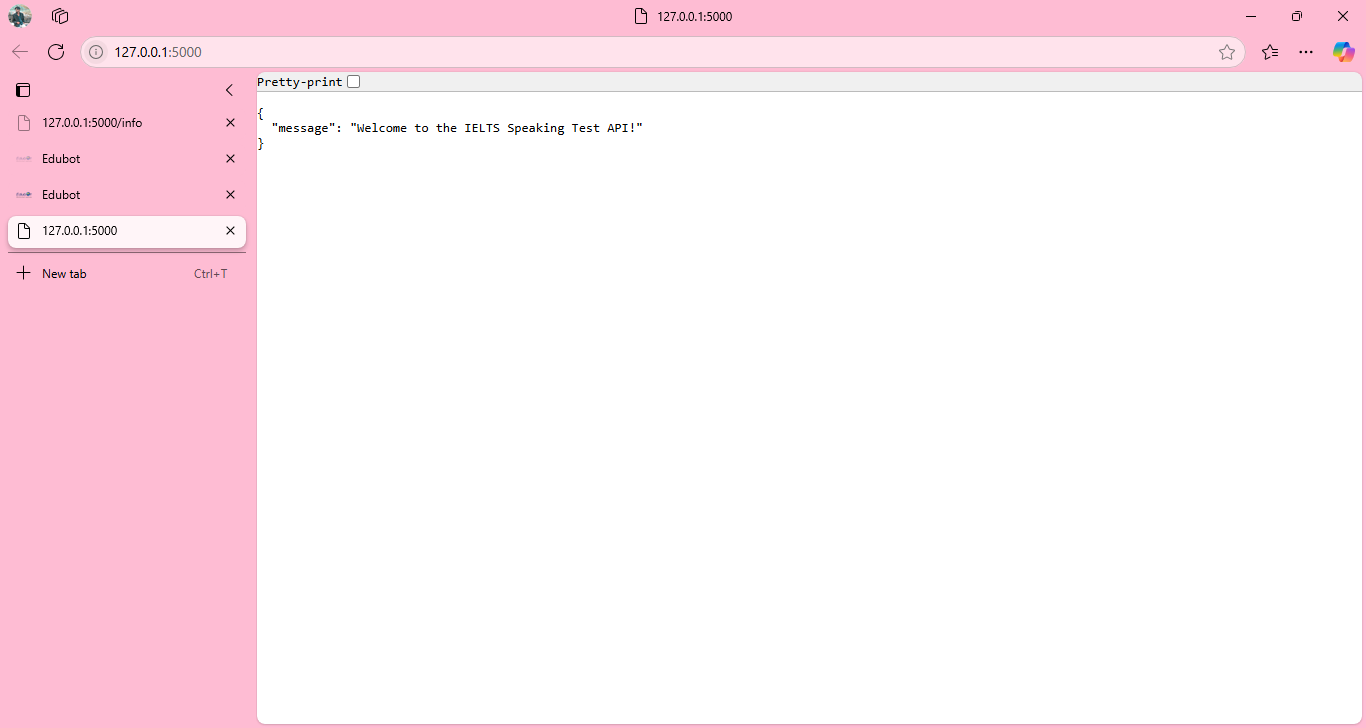 127.0.0.1:5000
127.0.0.1:5000
Pretty-print
127.0.0.1:5000/info
Edubot
Edubot
127.0.0.1:5000
New tab Ctrl+T
{
"message": "Welcome to the IELTS Speaking Test API!"
}